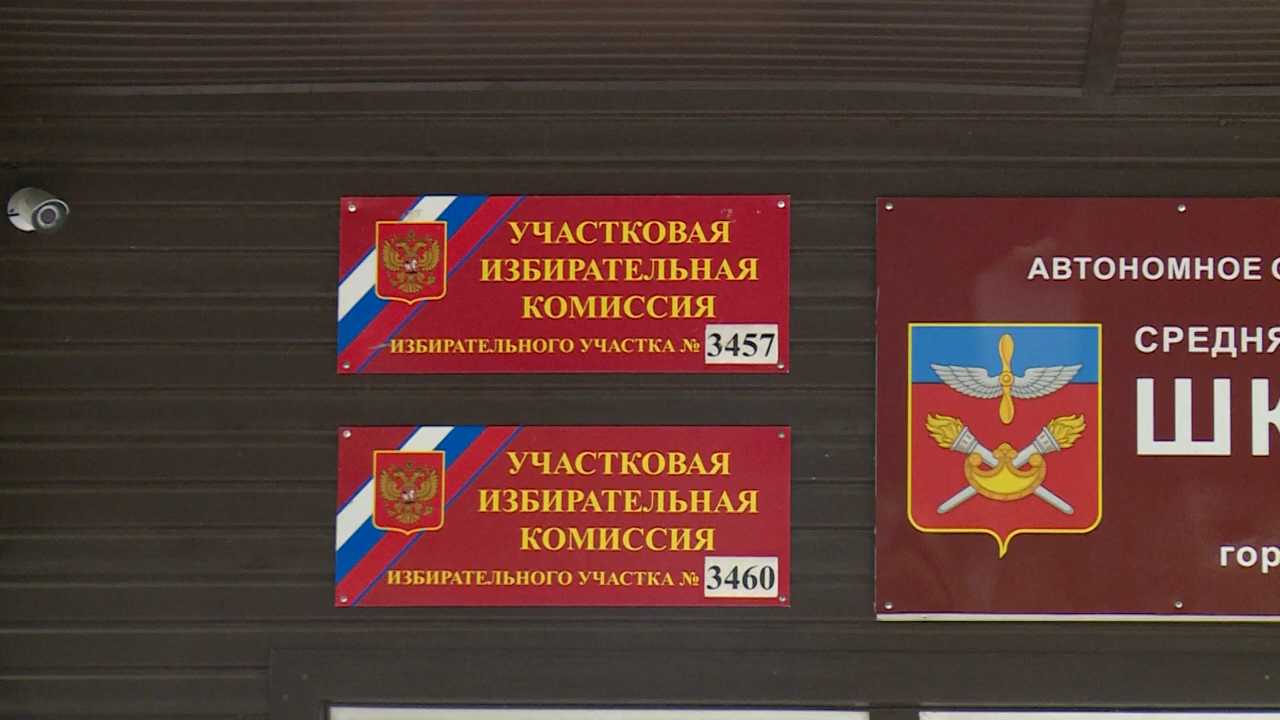 УЧАСТКОВАЯ
ИЗБИРАТЕЛЬНАЯ
КОМИССИЯ
ИЗБИРАТЕЛЬНОГО УЧАСТКА № 3457
УЧАСТКОВАЯ
ИЗБИРАТЕЛЬНАЯ
КОМИССИЯ
ИЗБИРАТЕЛЬНОГО УЧАСТКА № 3460
АВТОНОМНОЕ